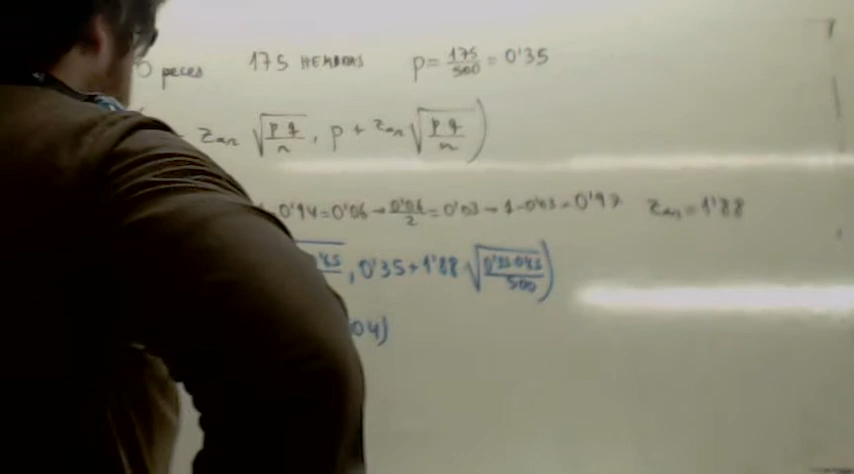 0 peces 175 HEMBRAS p = 175/500 = 0'35
- Zα/2 √(p q / n), p + Zα/2 √(p q / n))
0'94 = 0'06 → 0'06/2 = 0'03 → 1 - 0'03 = 0'97 Zα/2 = 1'88
, 0'35 + 1'88 √(0'35·0'65 / 500))
04)